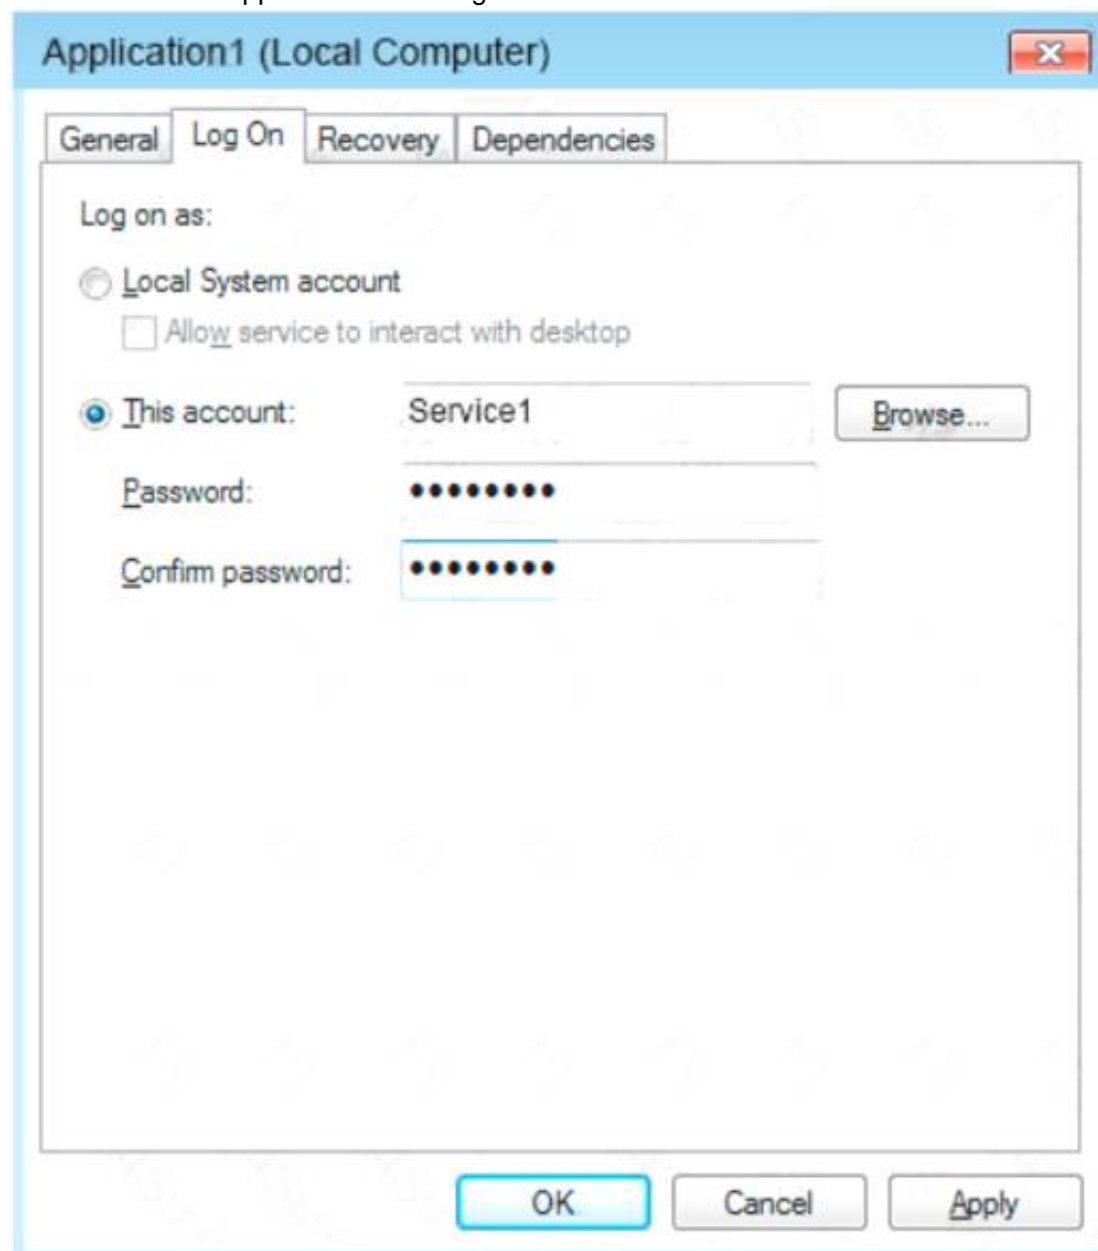 Application1 (Local Computer)
General Log On Recovery Dependencies
Log on as:
Local System account
Allow service to interact with desktop
This account: Service1 Browse...
Password: ••••••••
Confirm password: ••••••••
OK Cancel Apply